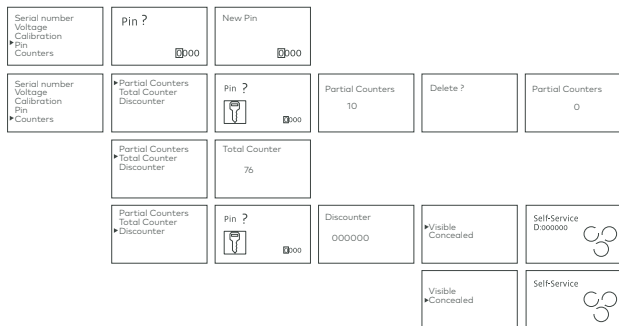 Serial number
Voltage
Calibration
Pin
Counters
Pin ?
0000
New Pin
0000
Serial number
Voltage
Calibration
Pin
Counters
Partial Counters
Total Counter
Discounter
Pin ?
0000
Partial Counters
10
Delete ?
Partial Counters
0
Partial Counters
Total Counter
Discounter
Total Counter
76
Partial Counters
Total Counter
Discounter
Pin ?
0000
Discounter
000000
Visible
Concealed
Self-Service
D:000000
Visible
Concealed
Self-Service